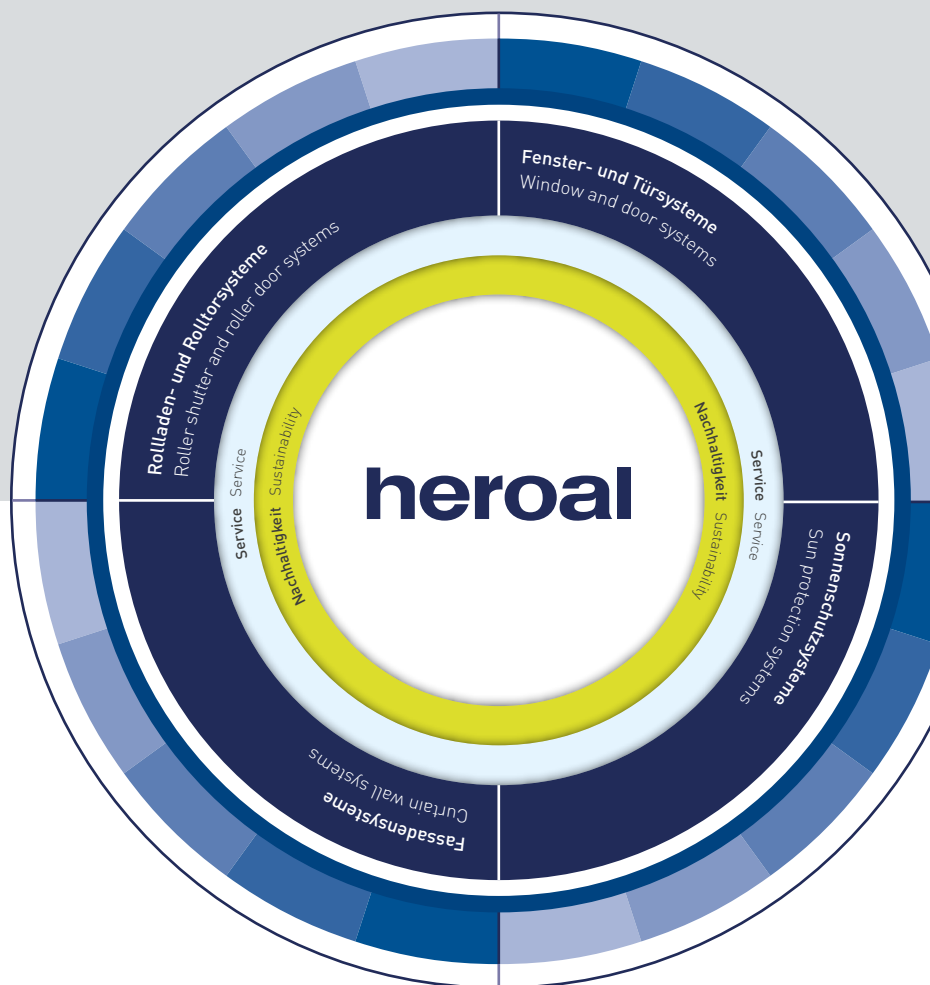 Fenster- und Türsysteme
Window and door systems
Rollladen- und Rolltorsysteme
Roller shutter and roller door systems
Service Service
Nachhaltigkeit Sustainability
heroal
Nachhaltigkeit Sustainability
Service Service
Sonnenschutzsysteme
Sun protection systems
Fassadensysteme
Curtain wall systems